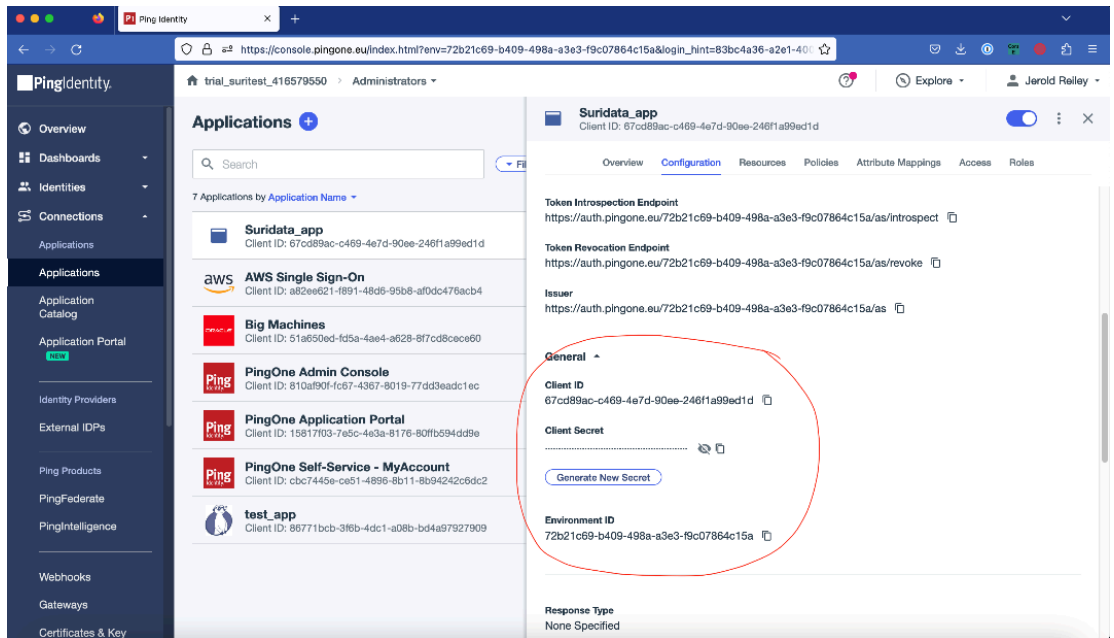 Ping Identity
https://console.pingone.eu/index.html?env=72b21c69-b409-498a-a3e3-f9c07864c15a&login_hint=83bc4a36-a2e1-40
PingIdentity.
trial_suritest_416579550
Administrators
Explore
Jerold Reiley
Overview
Dashboards
Identities
Connections
Applications
Applications
Application
Catalog
Application Portal
NEW
Identity Providers
External IDPs
Ping Products
PingFederate
PingIntelligence
Webhooks
Gateways
Certificates & Key
Applications
Search
Fil
7 Applications by Application Name
Suridata_app
Client ID: 67cd89ac-c469-4e7d-90ee-246f1a99ed1d
aws
AWS Single Sign-On
Client ID: a82ee621-f891-48d6-95b8-af0dc476acb4
ORACLE
Big Machines
Client ID: 51a650ed-fd5a-4ae4-a628-8f7cd8cece60
Ping
Identity
PingOne Admin Console
Client ID: 810af90f-fc67-4367-8019-77dd3eadc1ec
Ping
Identity
PingOne Application Portal
Client ID: 15817f03-7e5c-4e3a-8176-80ffb594dd9e
Ping
Identity
PingOne Self-Service - MyAccount
Client ID: cbc7445e-ce51-4896-8b11-8b94242c6dc2
test_app
Client ID: 86771bcb-3f6b-4dc1-a08b-bd4a97927909
Suridata_app
Client ID: 67cd89ac-c469-4e7d-90ee-246f1a99ed1d
Overview
Configuration
Resources
Policies
Attribute Mappings
Access
Roles
Token Introspection Endpoint
https://auth.pingone.eu/72b21c69-b409-498a-a3e3-f9c07864c15a/as/introspect
Token Revocation Endpoint
https://auth.pingone.eu/72b21c69-b409-498a-a3e3-f9c07864c15a/as/revoke
Issuer
https://auth.pingone.eu/72b21c69-b409-498a-a3e3-f9c07864c15a/as
General
Client ID
67cd89ac-c469-4e7d-90ee-246f1a99ed1d
Client Secret
Generate New Secret
Environment ID
72b21c69-b409-498a-a3e3-f9c07864c15a
Response Type
None Specified